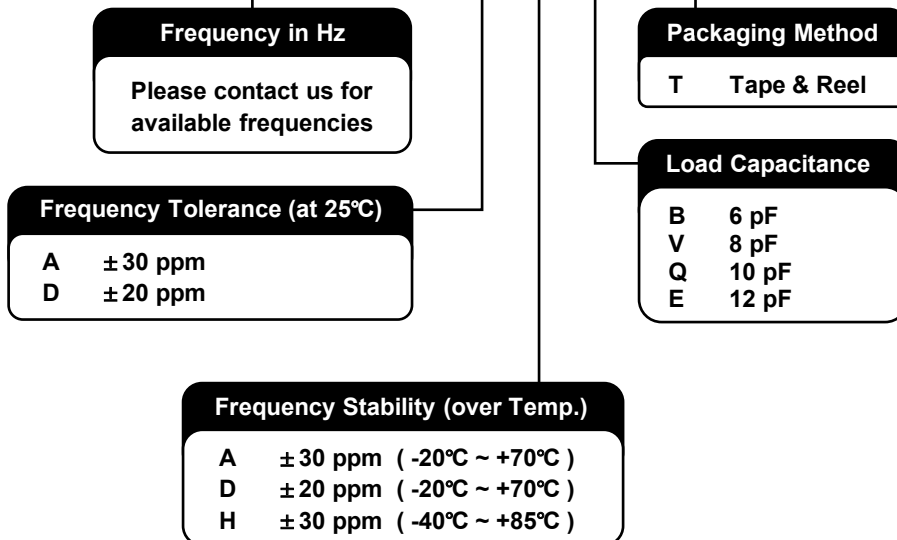 Frequency in Hz
Please contact us for
available frequencies
Packaging Method
T Tape & Reel
Load Capacitance
B 6 pF
V 8 pF
Q 10 pF
E 12 pF
Frequency Tolerance (at 25℃)
A ±30 ppm
D ±20 ppm
Frequency Stability (over Temp.)
A ±30 ppm ( -20℃ ~ +70℃ )
D ±20 ppm ( -20℃ ~ +70℃ )
H ±30 ppm ( -40℃ ~ +85℃ )